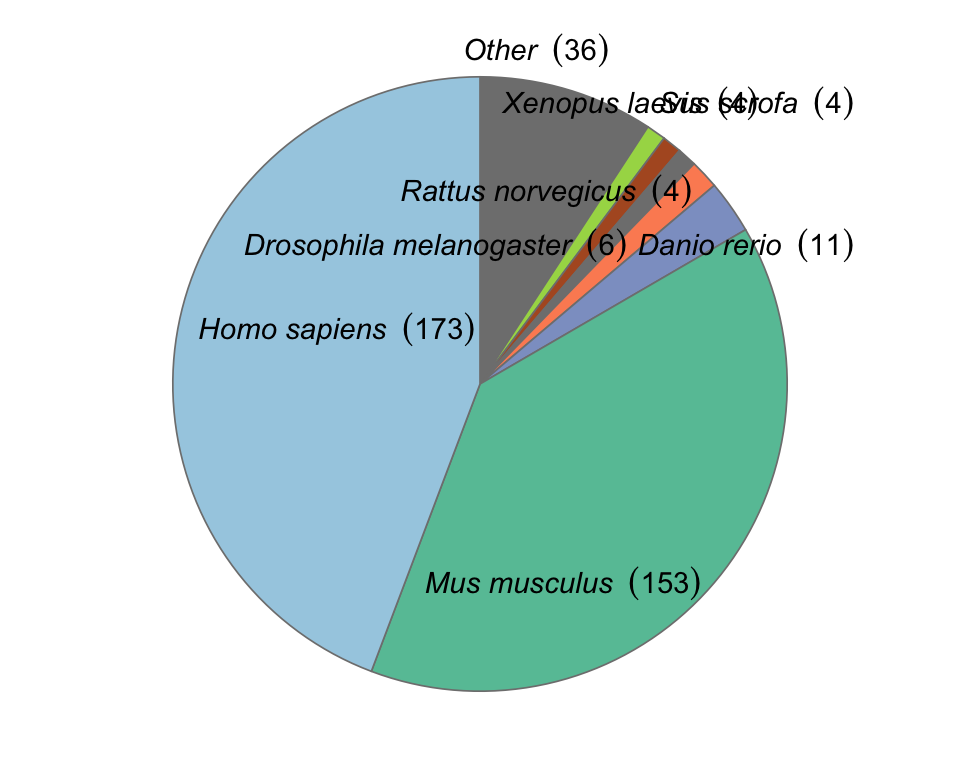 Other (36)
Xenopus laevis (4)
Sus scrofa (4)
Rattus norvegicus (4)
Drosophila melanogaster (6)
Danio rerio (11)
Homo sapiens (173)
Mus musculus (153)